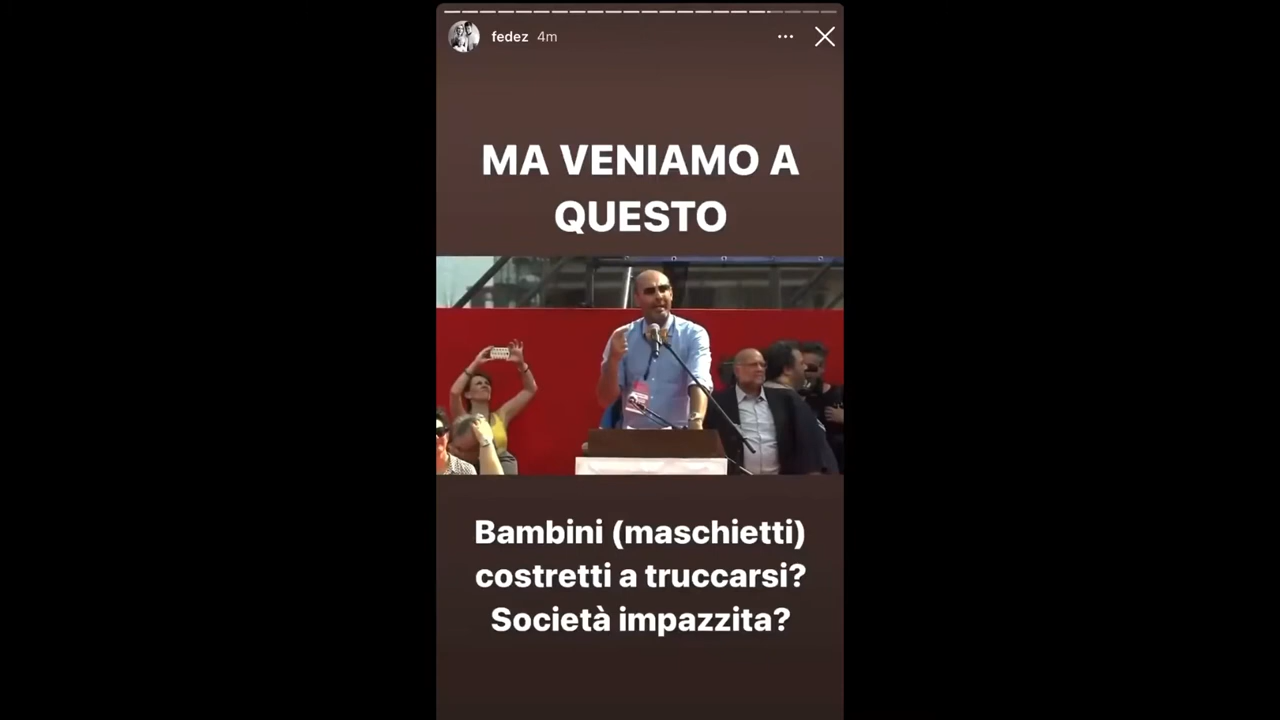 fedez 4m
MA VENIAMO A
QUESTO
Bambini (maschietti)
costretti a truccarsi?
Società impazzita?